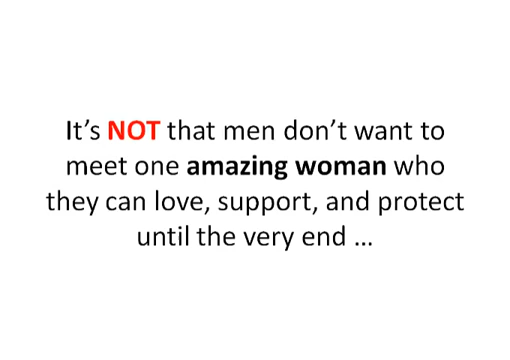 It’s NOT that men don’t want to
meet one amazing woman who
they can love, support, and protect
until the very end …